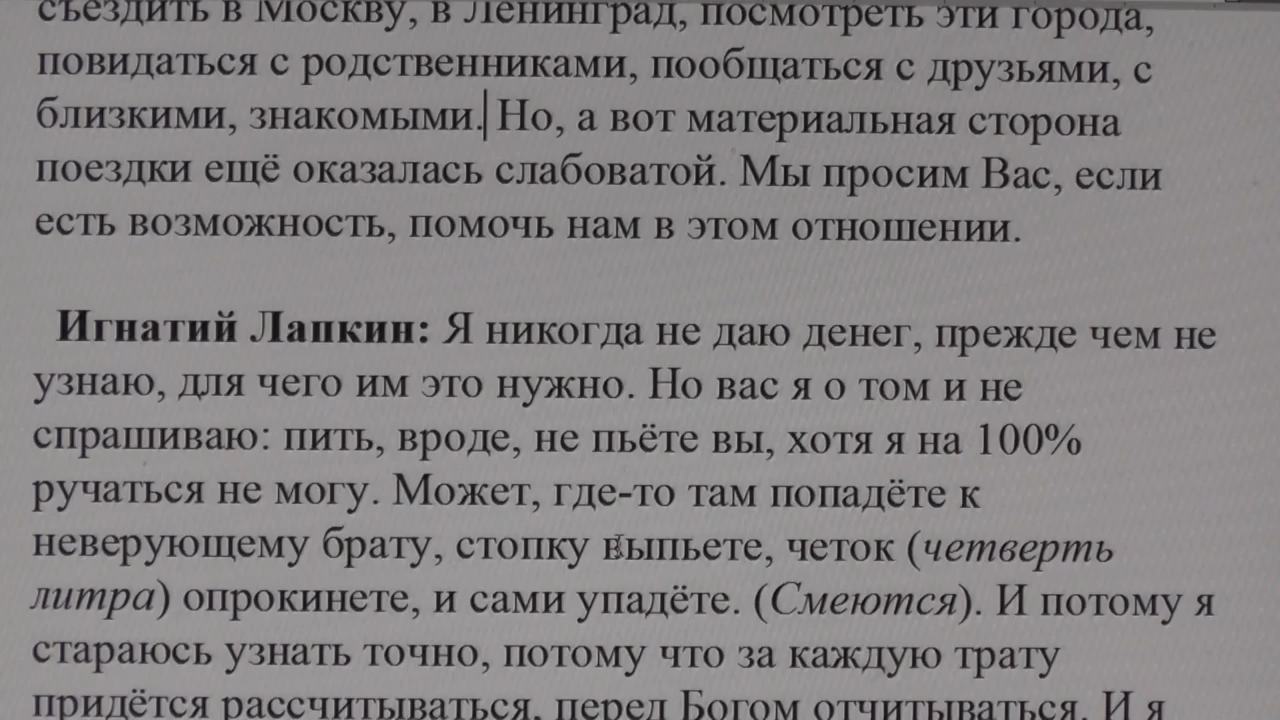 съездить в Москву, в Ленинград, посмотреть эти города,
повидаться с родственниками, пообщаться с друзьями, с
близкими, знакомыми. Но, а вот материальная сторона
поездки ещё оказалась слабоватой. Мы просим Вас, если
есть возможность, помочь нам в этом отношении.
Игнатий Лапкин: Я никогда не даю денег, прежде чем не
узнаю, для чего им это нужно. Но вас я о том и не
спрашиваю: пить, вроде, не пьёте вы, хотя я на 100%
ручаться не могу. Может, где-то там попадёте к
неверующему брату, стопку выпьете, четок (четверть
литра) опрокинете, и сами упадёте. (Смеются). И потому я
стараюсь узнать точно, потому что за каждую трату
придётся рассчитываться, перед Богом отчитываться. И я